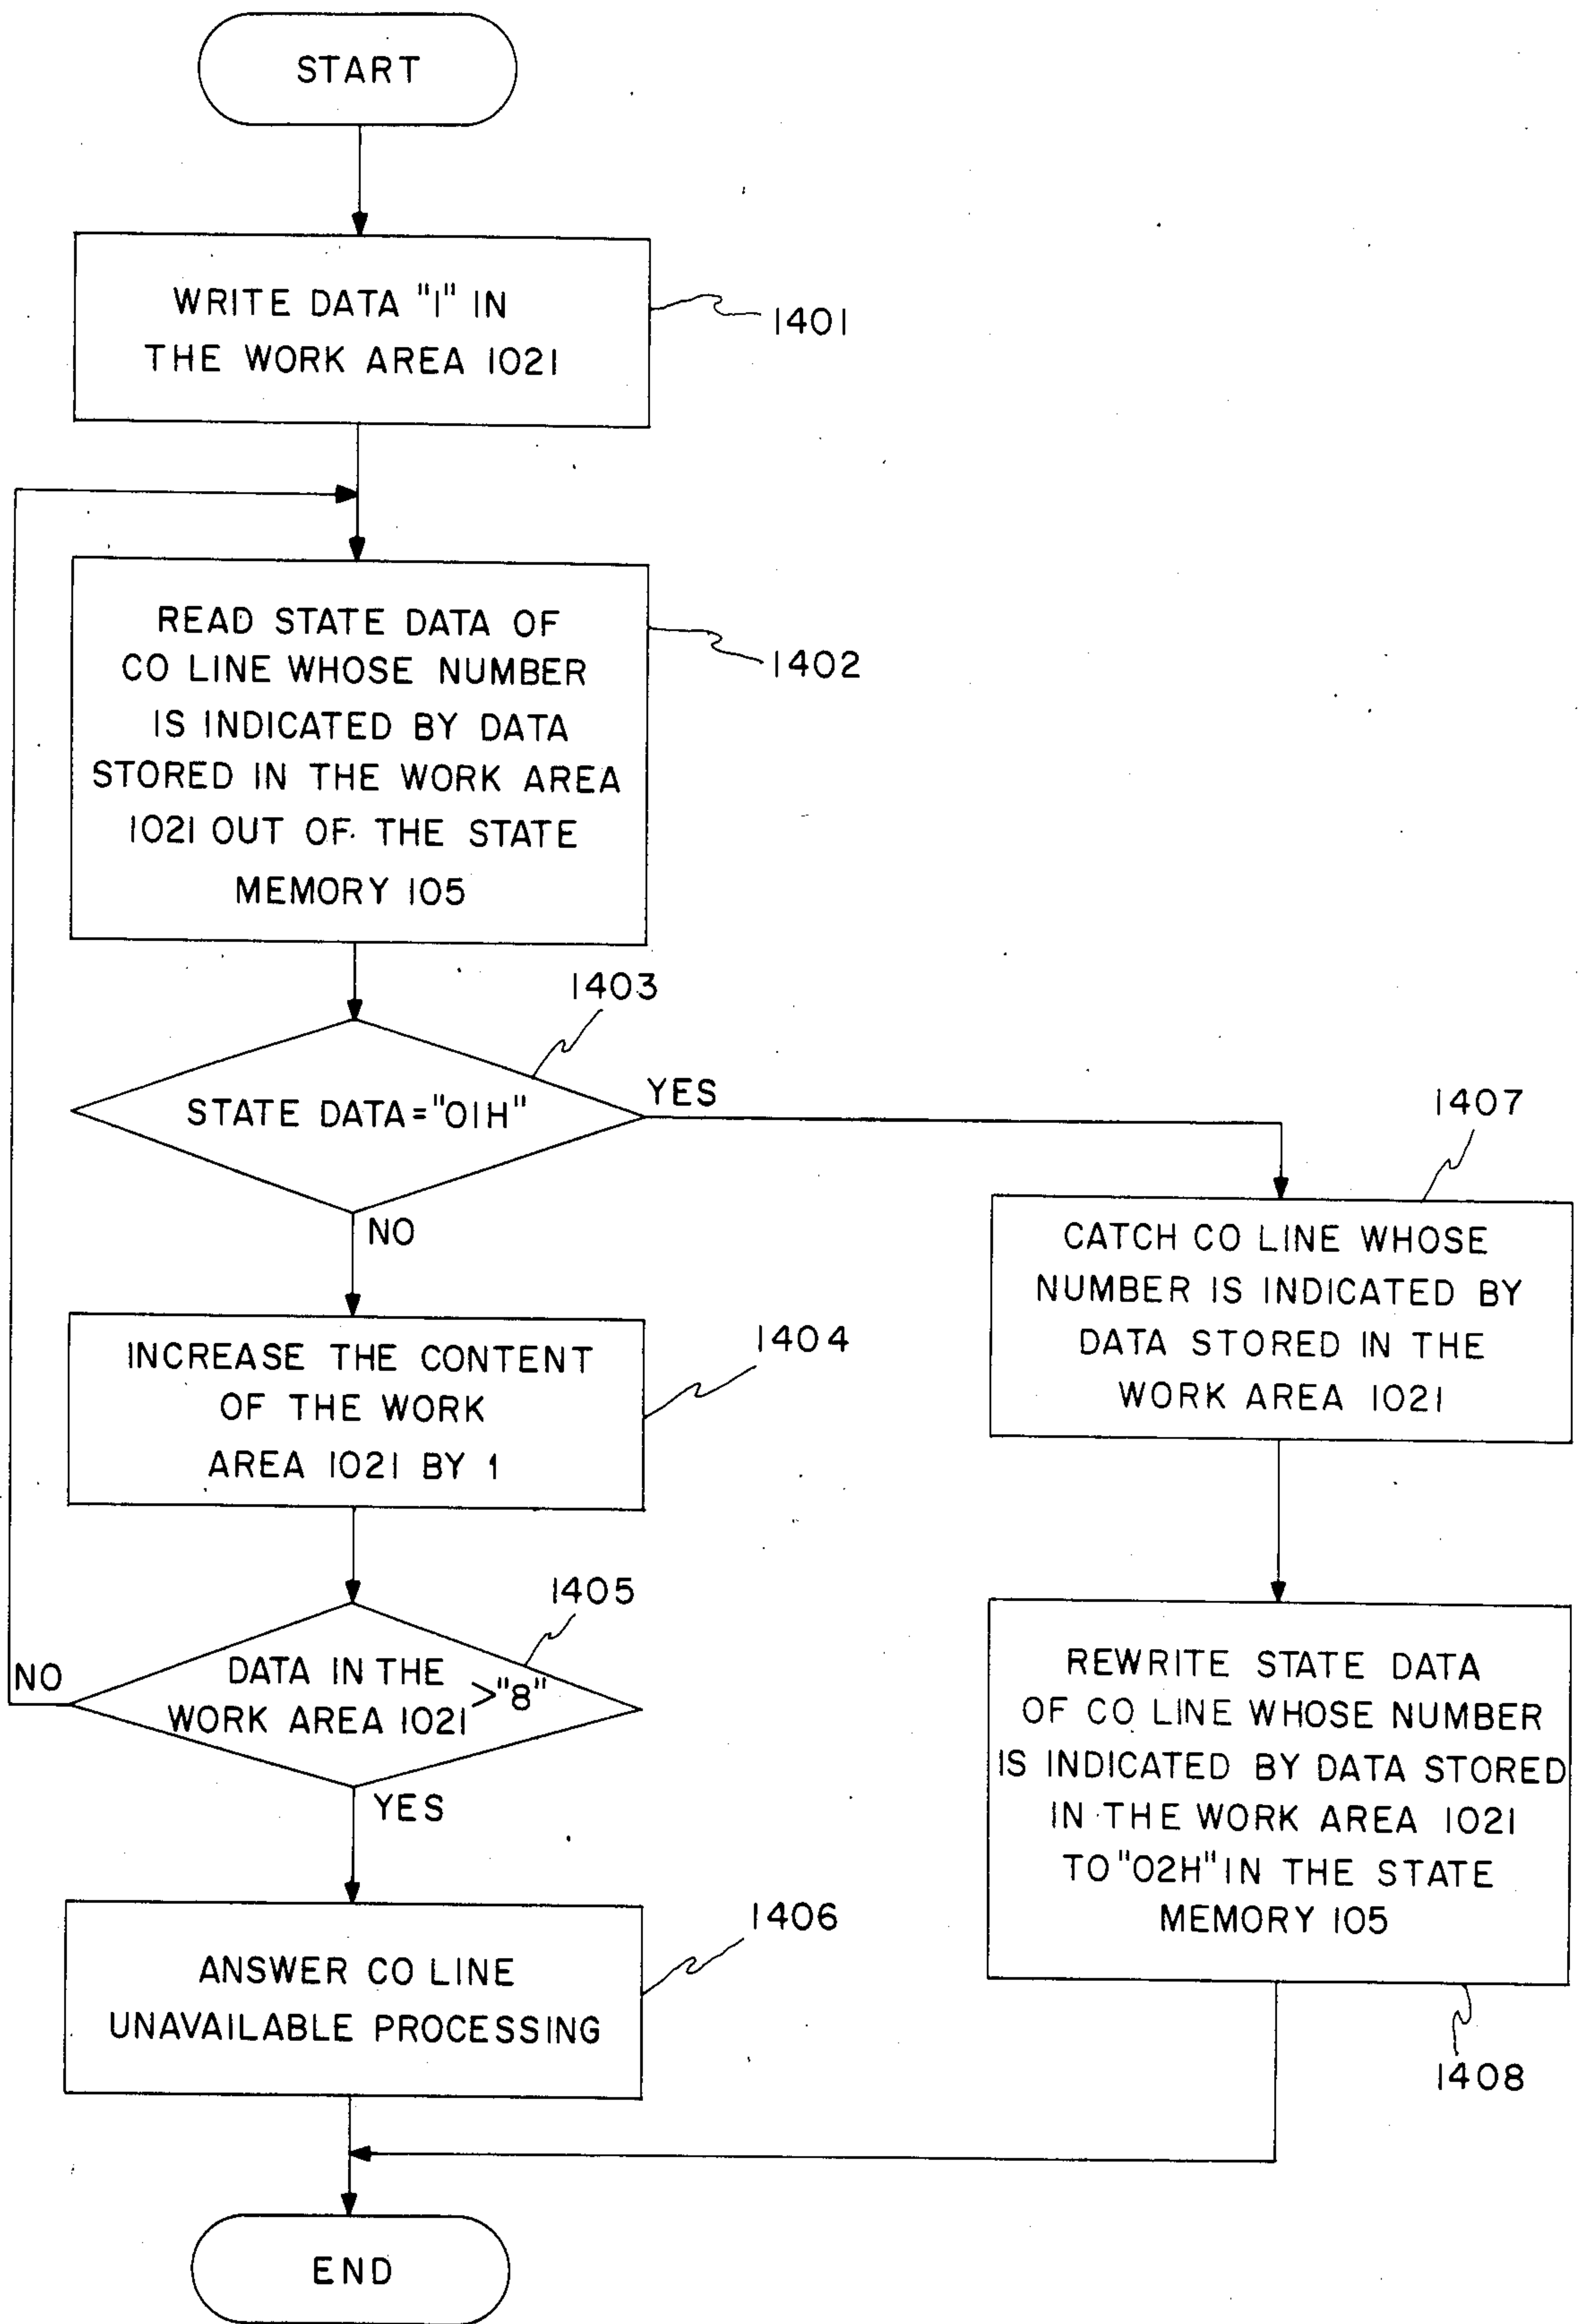 START
WRITE DATA "1" IN
THE WORK AREA 1021
1401
READ STATE DATA OF
CO LINE WHOSE NUMBER
IS INDICATED BY DATA
STORED IN THE WORK AREA
1021 OUT OF THE STATE
MEMORY 105
1402
1403
STATE DATA="01H"
YES
NO
INCREASE THE CONTENT
OF THE WORK
AREA 1021 BY 1
1404
1405
DATA IN THE
WORK AREA 1021 >"8"
NO
YES
ANSWER CO LINE
UNAVAILABLE PROCESSING
1406
1407
CATCH CO LINE WHOSE
NUMBER IS INDICATED BY
DATA STORED IN THE
WORK AREA 1021
REWRITE STATE DATA
OF CO LINE WHOSE NUMBER
IS INDICATED BY DATA STORED
IN THE WORK AREA 1021
TO "02H" IN THE STATE
MEMORY 105
1408
END